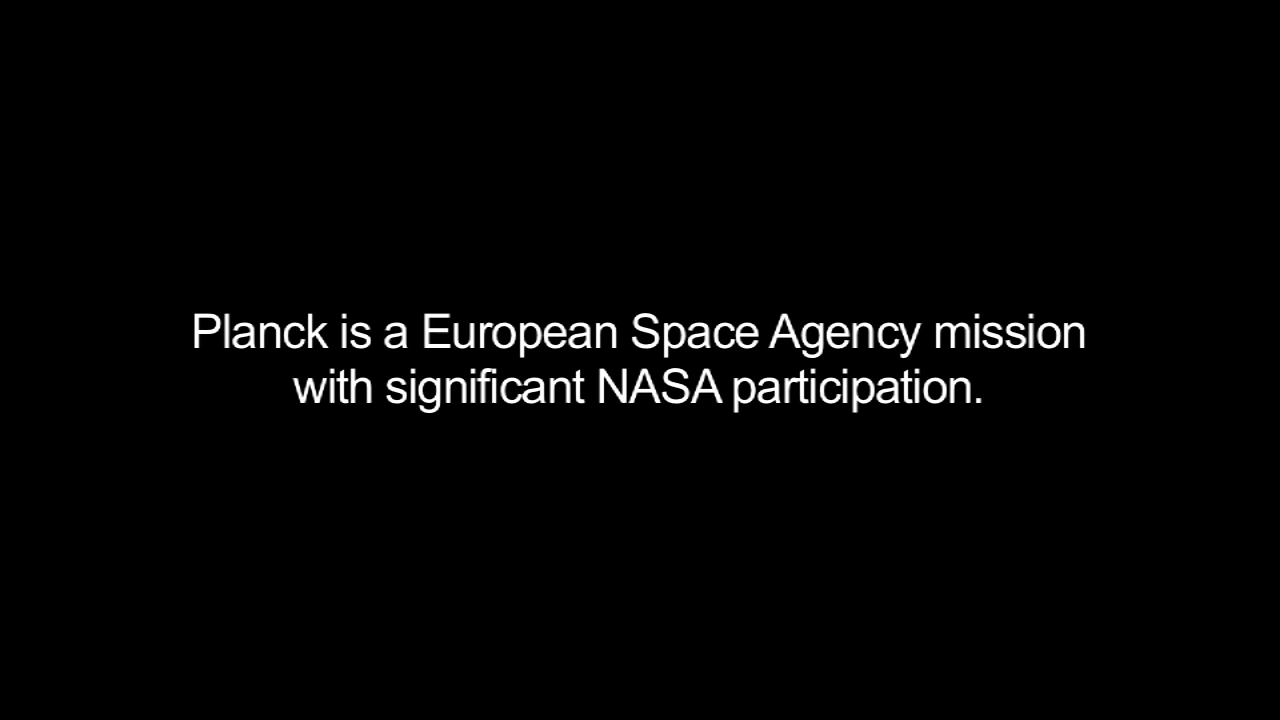 Planck is a European Space Agency mission
with significant NASA participation.